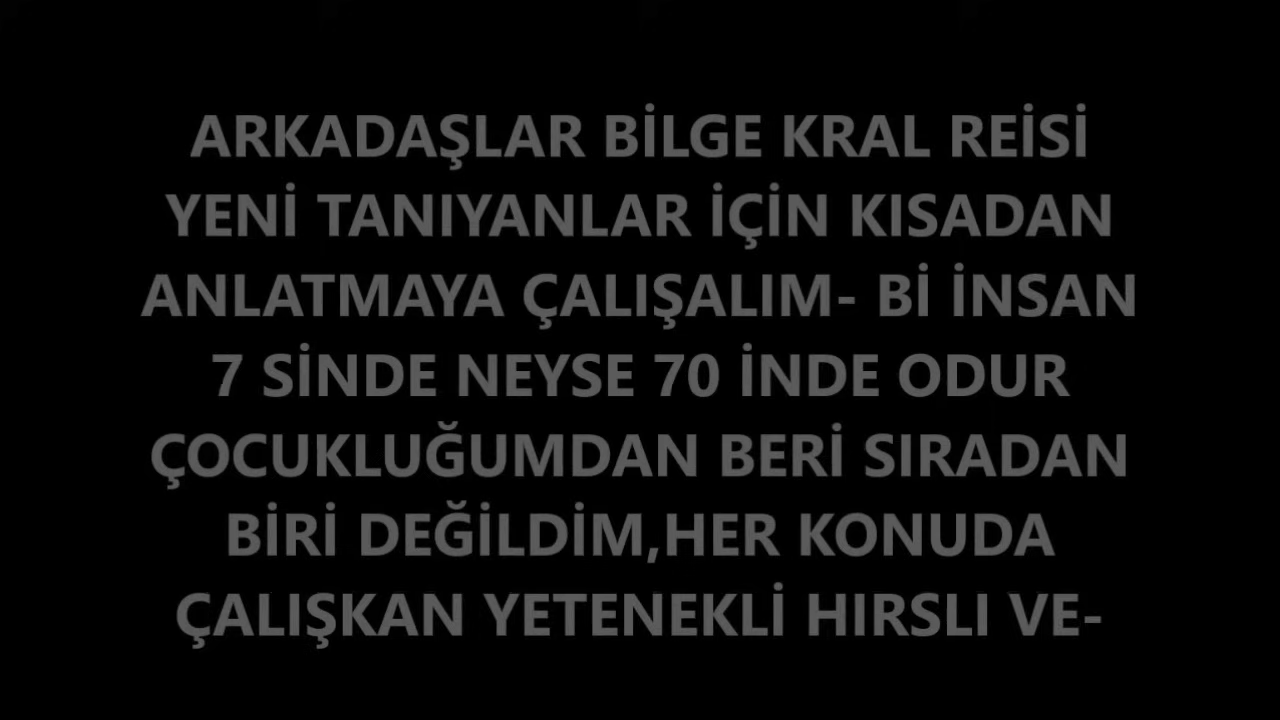 ARKADAŞLAR BİLGE KRAL REİSİ
YENİ TANIYANLAR İÇİN KISADAN
ANLATMAYA ÇALIŞALIM- Bİ İNSAN
7 SİNDE NEYSE 70 İNDE ODUR
ÇOCUKLUĞUMDAN BERİ SIRADAN
BİRİ DEĞİLDİM,HER KONUDA
ÇALIŞKAN YETENEKLİ HIRSLI VE-